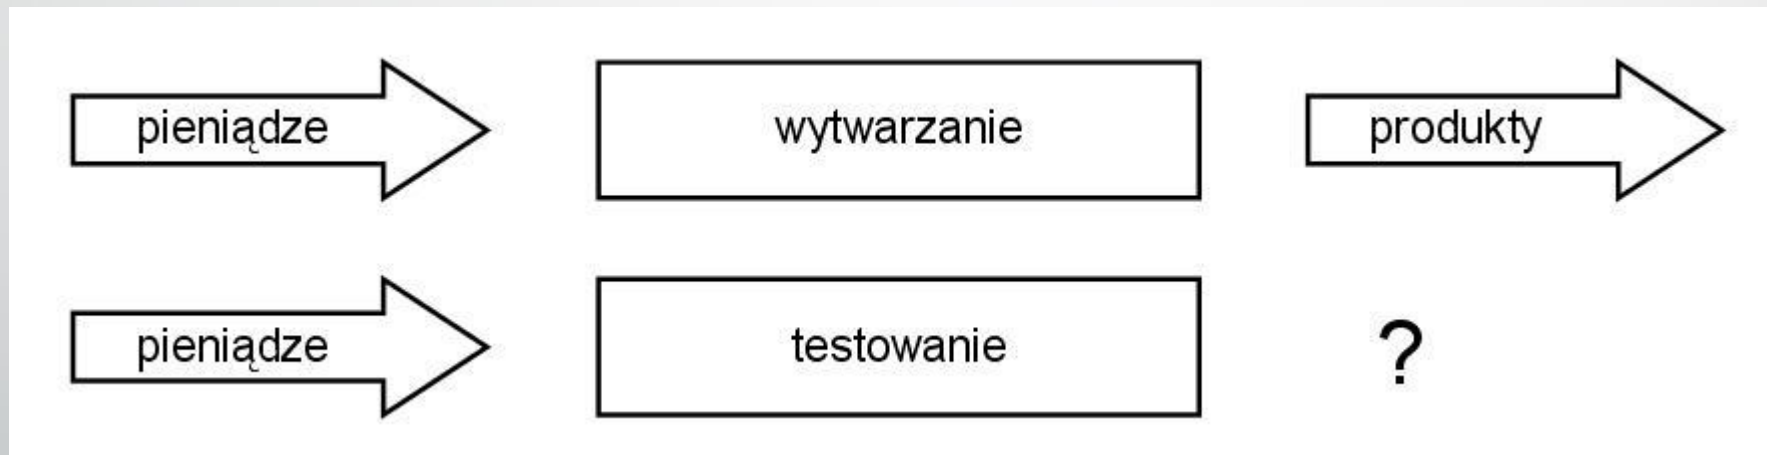 pieniądze
wytwarzanie
produkty
pieniądze
testowanie
?